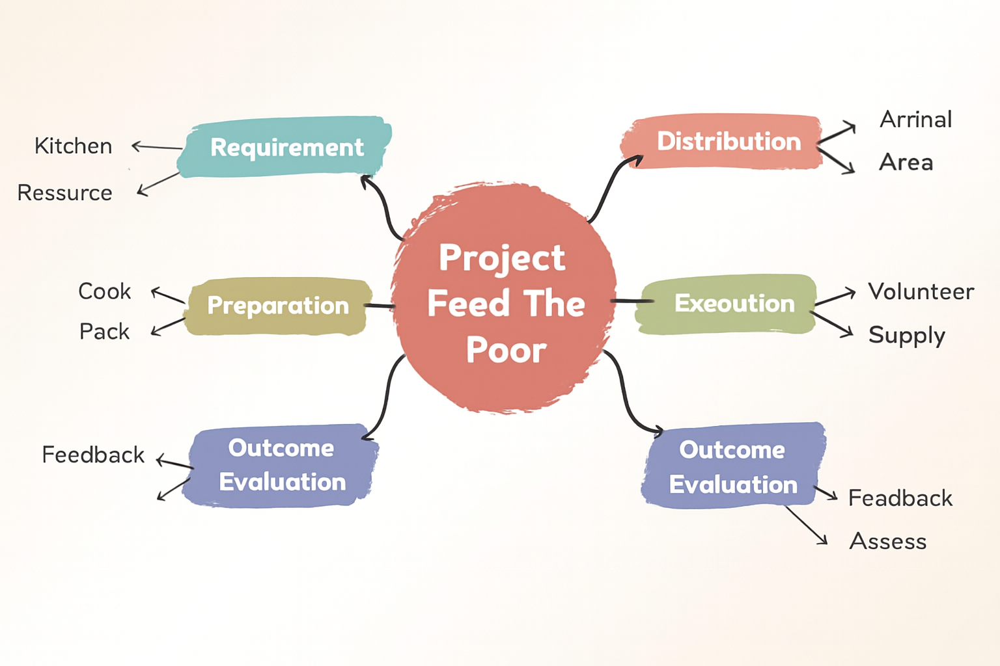 Requirement
Kitchen
Ressurce
Distribution
Arrinal
Area
Project
Feed The
Poor
Preparation
Cook
Pack
Exeoution
Volunteer
Supply
Outcome
Evaluation
Feedback
Outcome
Evaluation
Feadback
Assess